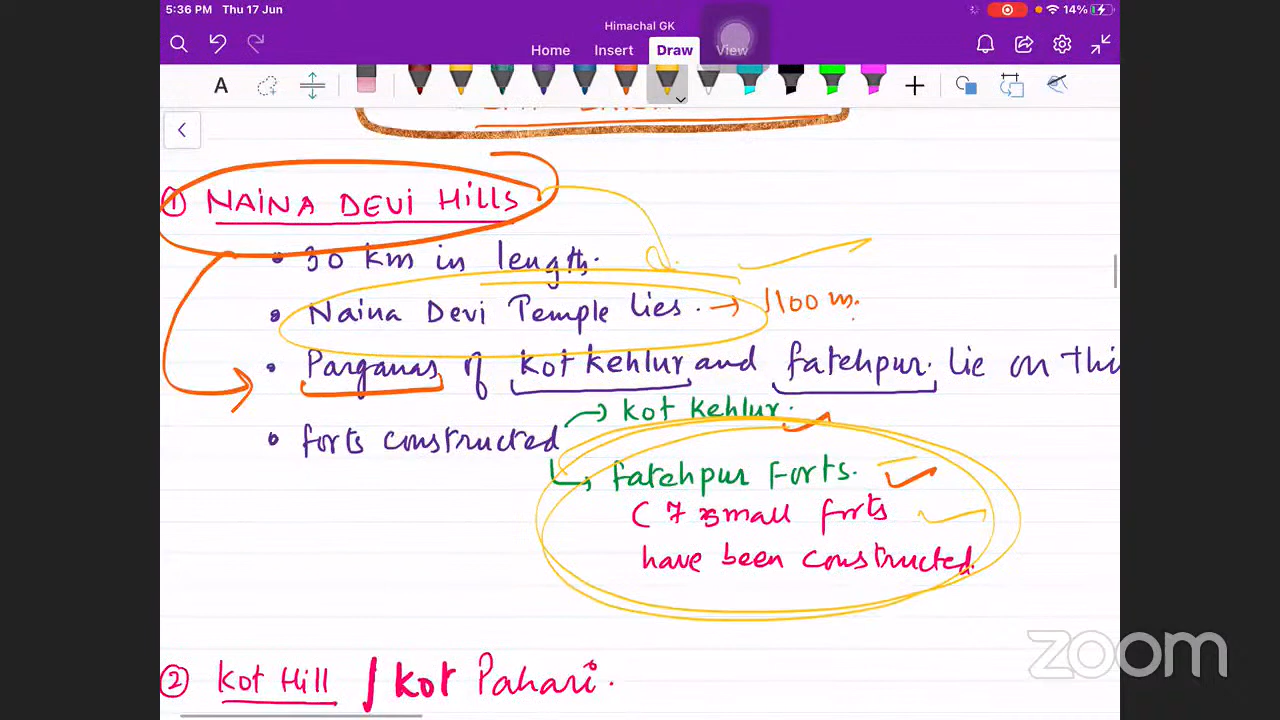 5:36 PM Thu 17 Jun
14%
Himachal GK
Home Insert Draw View
A
① NAINA DEVI Hills
• 30 km in length.
• Naina Devi Temple lies. → 1100 m.
• Parganas of Kot Kehlur and fatehpur. Lie on thi
→ Kot Kehlur.
• forts constructed
→ fatehpur forts.
( 7 small forts
have been constructed.
zoom
② Kot Hill / Kot Pahari.